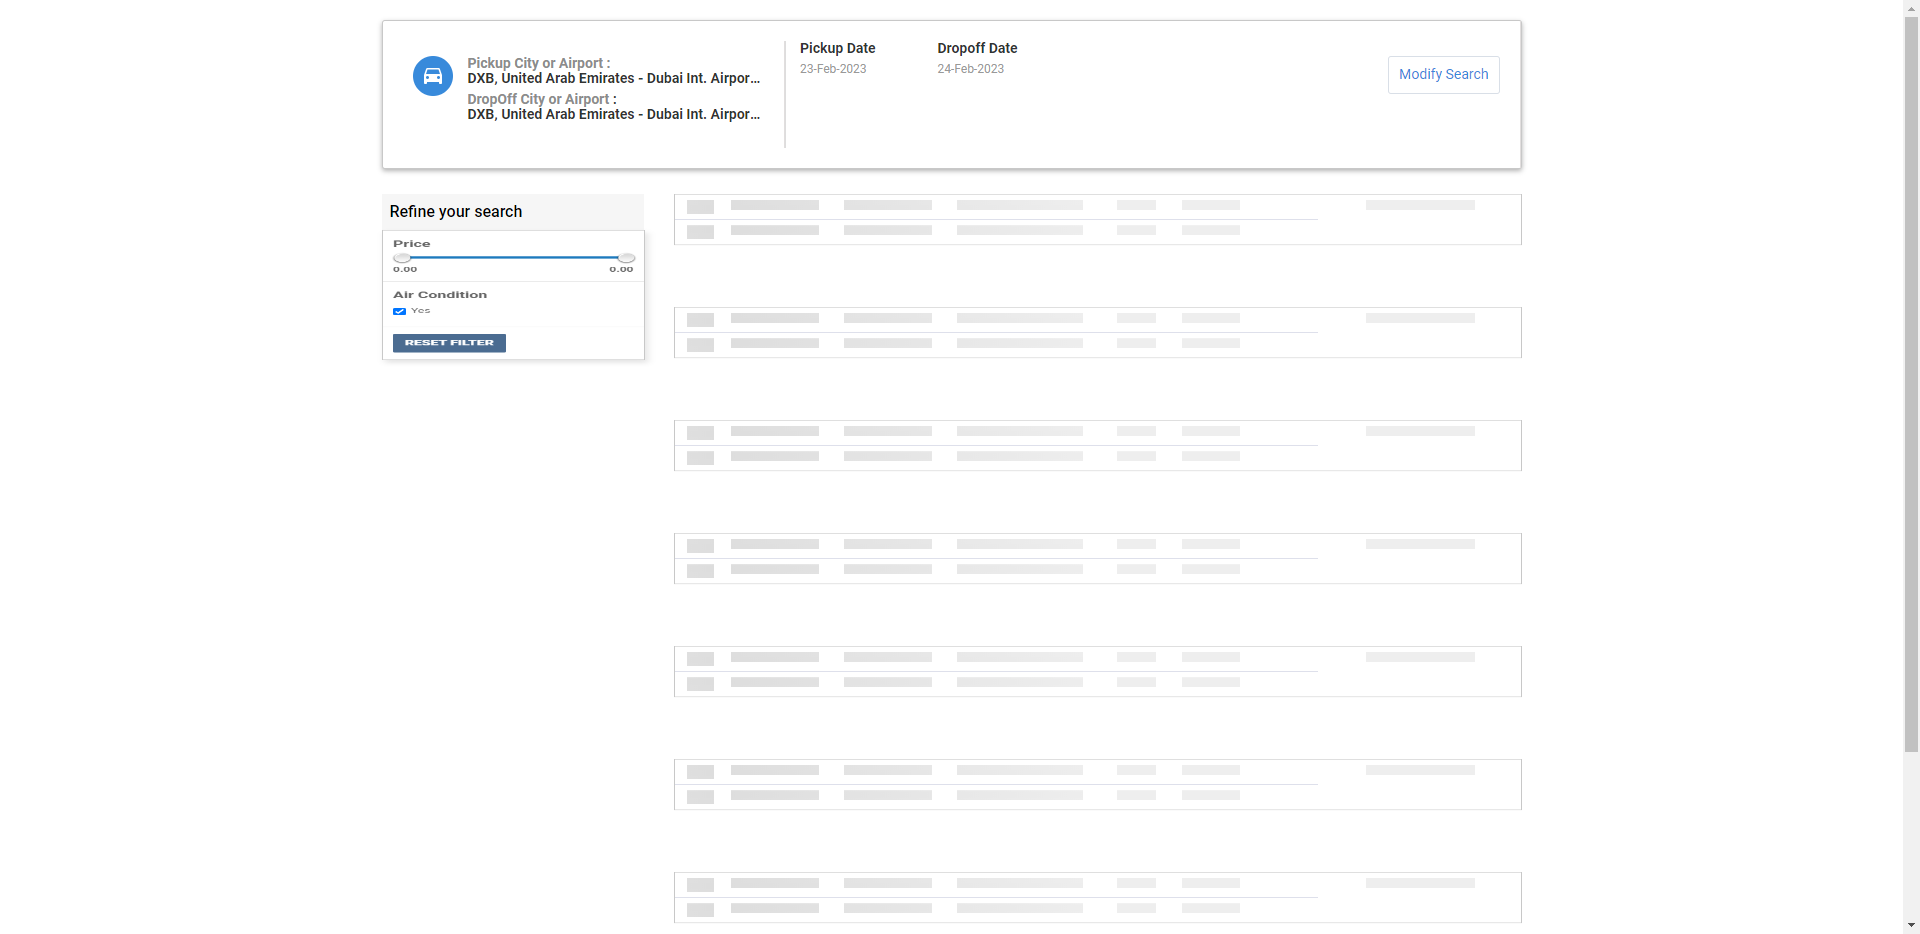 Pickup City or Airport :
DXB, United Arab Emirates - Dubai Int. Airpor...
DropOff City or Airport :
DXB, United Arab Emirates - Dubai Int. Airpor...
Pickup Date
23-Feb-2023
Dropoff Date
24-Feb-2023
Modify Search
Refine your search
Price
0.00 0.00
Air Condition
Yes
RESET FILTER